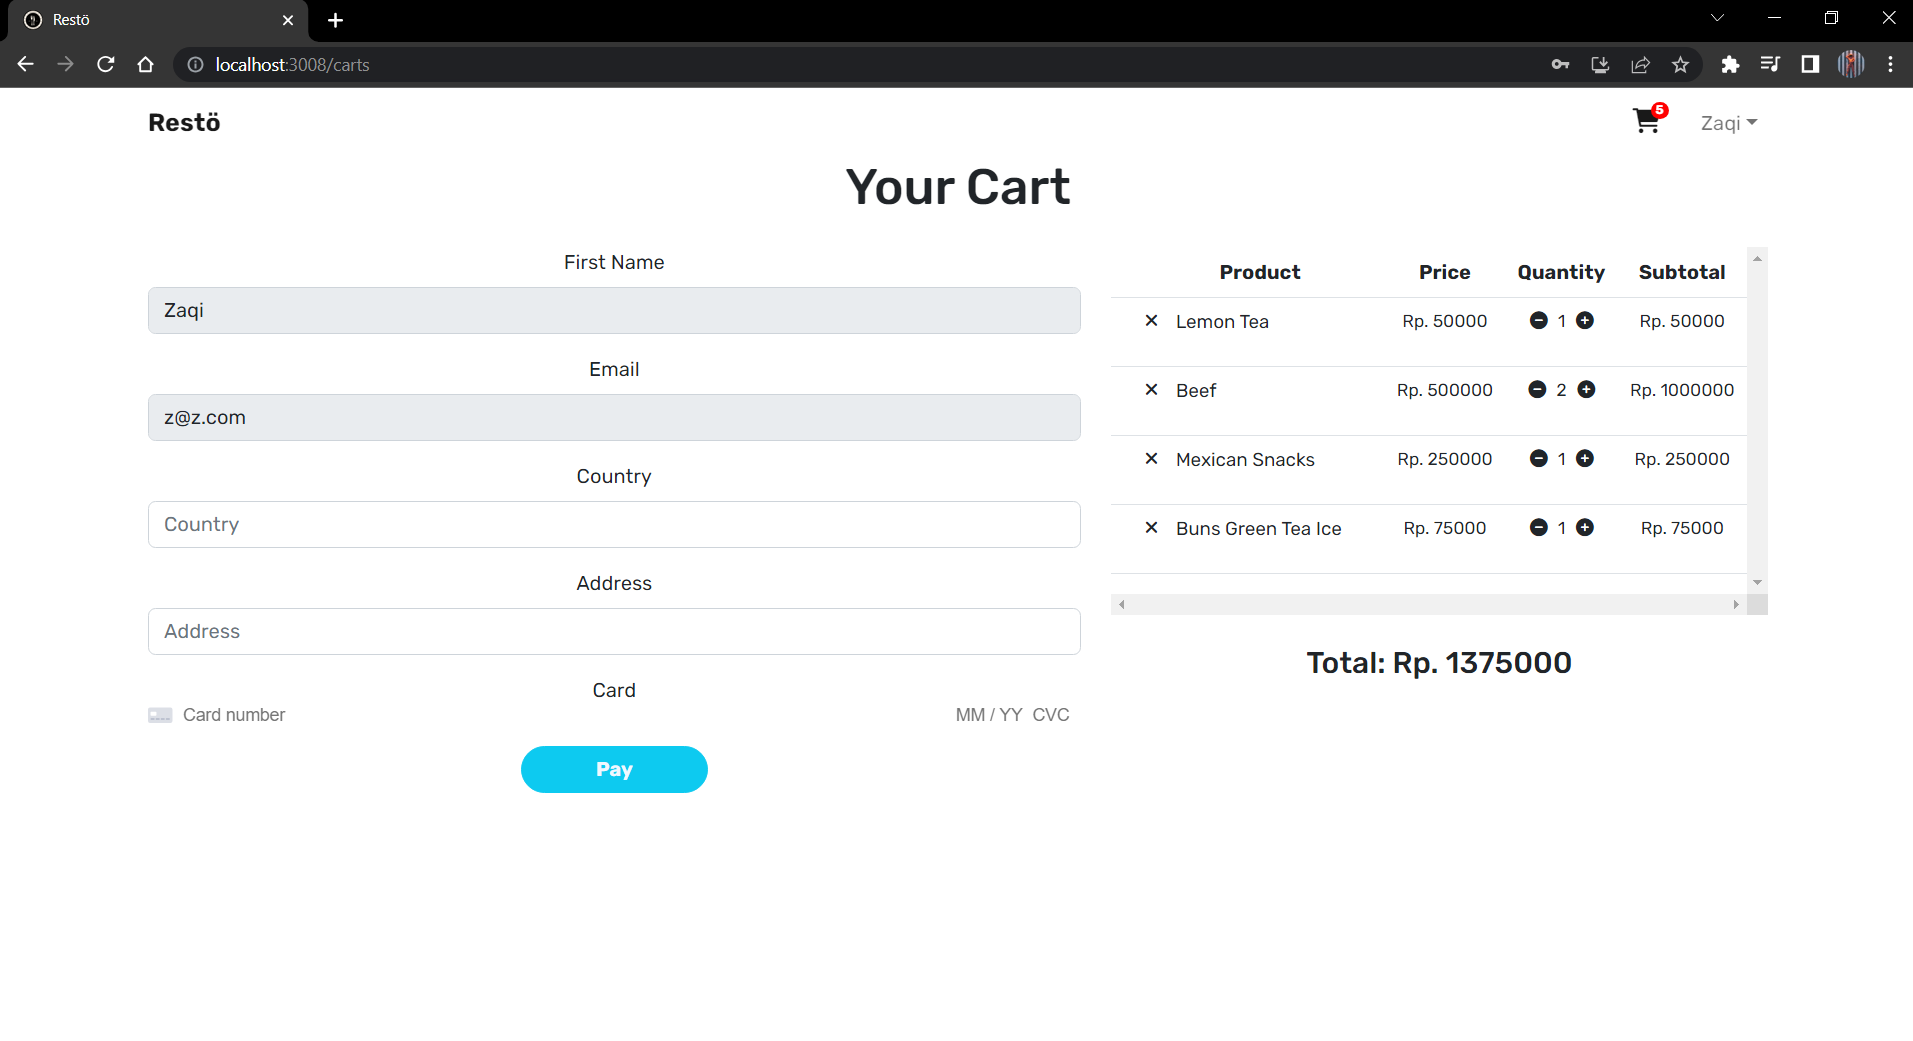 Restö
localhost:3008/carts
Restö
5
Zaqi
Your Cart
First Name
Zaqi
Email
z@z.com
Country
Country
Address
Address
Card
Card number MM / YY CVC
Pay
Product Price Quantity Subtotal
Lemon Tea Rp. 50000 1 Rp. 50000
Beef Rp. 500000 2 Rp. 1000000
Mexican Snacks Rp. 250000 1 Rp. 250000
Buns Green Tea Ice Rp. 75000 1 Rp. 75000
Total: Rp. 1375000